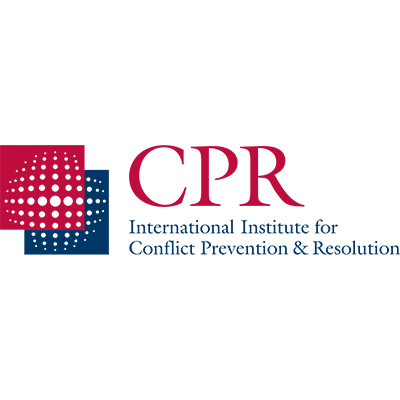 CPR
International Institute for
Conflict Prevention & Resolution